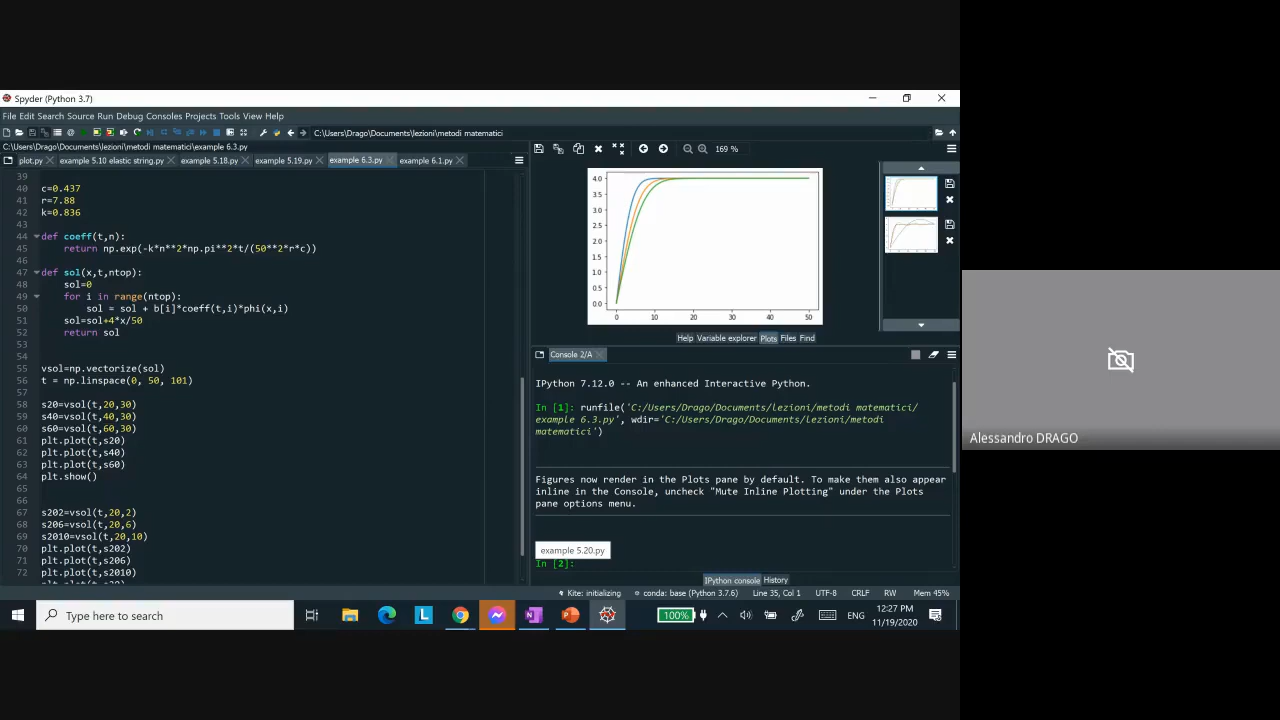 Spyder (Python 3.7)
File Edit Search Source Run Debug Consoles Projects Tools View Help
C:\Users\Drago\Documents\lezioni\metodi matematici
C:\Users\Drago\Documents\lezioni\metodi matematici\example 6.3.py
plot.py example 5.10 elastic string.py example 5.18.py example 5.19.py example 6.3.py example 6.1.py
39
40 c=0.437
41 r=7.88
42 k=0.836
43
44 def coeff(t,n):
45 return np.exp(-k*n**2*np.pi**2*t/(50**2*r*c))
46
47 def sol(x,t,ntop):
48 sol=0
49 for i in range(ntop):
50 sol = sol + b[i]*coeff(t,i)*phi(x,i)
51 sol=sol+4*x/50
52 return sol
53
54
55 vsol=np.vectorize(sol)
56 t = np.linspace(0, 50, 101)
57
58 s20=vsol(t,20,30)
59 s40=vsol(t,40,30)
60 s60=vsol(t,60,30)
61 plt.plot(t,s20)
62 plt.plot(t,s40)
63 plt.plot(t,s60)
64 plt.show()
65
66
67 s202=vsol(t,20,2)
68 s206=vsol(t,20,6)
69 s2010=vsol(t,20,10)
70 plt.plot(t,s202)
71 plt.plot(t,s206)
72 plt.plot(t,s2010)
169 %
4.0
3.5
3.0
2.5
2.0
1.5
1.0
0.5
0.0
0 10 20 30 40 50
Help Variable explorer Plots Files Find
Console 2/A
IPython 7.12.0 -- An enhanced Interactive Python.
In [1]: runfile('C:/Users/Drago/Documents/lezioni/metodi matematici/
example 6.3.py', wdir='C:/Users/Drago/Documents/lezioni/metodi
matematici')
Figures now render in the Plots pane by default. To make them also appear
inline in the Console, uncheck "Mute Inline Plotting" under the Plots
pane options menu.
example 5.20.py
In [2]:
IPython console History
Kite: initializing conda: base (Python 3.7.6) Line 35, Col 1 UTF-8 CRLF RW Mem 45%
Type here to search
L
100%
ENG
12:27 PM
11/19/2020
Alessandro DRAGO